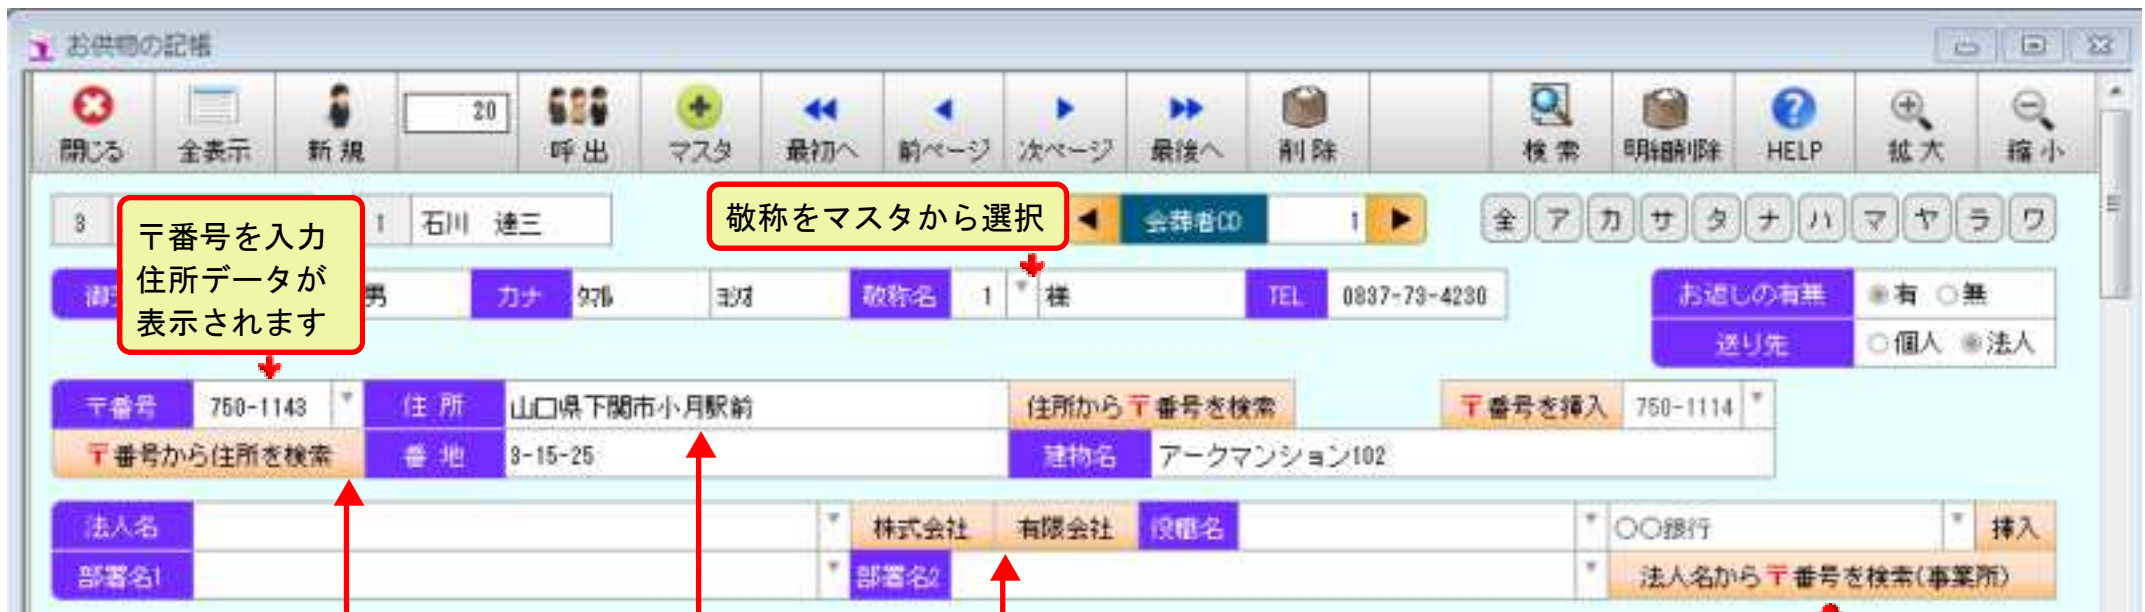 お供物の記帳
閉じる 全表示 新規 20 呼出 マスタ 最初へ 前ページ 次ページ 最後へ 削除 検索 明細削除 HELP 拡大 縮小
3 1 石川 達三 敬称をマスタから選択 会葬者CD 1 全 ア カ サ タ ナ ハ マ ヤ ラ ワ
〒番号を入力
住所データが
表示されます
男 カナ ﾀﾏﾙ ﾖｼｵ 敬称名 1 様 TEL 0837-73-4230 お返しの有無 有 無
送り先 個人 法人
〒番号 750-1143 住所 山口県下関市小月駅前 住所から〒番号を検索 〒番号を挿入 750-1114
〒番号から住所を検索 番地 3-15-25 建物名 アークマンション102
法人名 株式会社 有限会社 役職名 〇〇銀行 挿入
部署名1 部署名2 法人名から〒番号を検索(事業所)